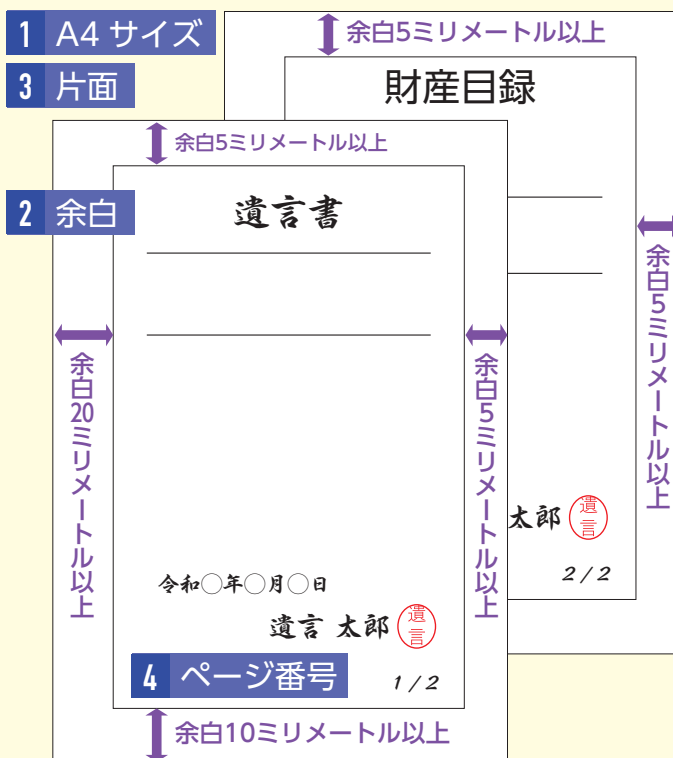 1 A4 サイズ
余白5ミリメートル以上
3 片面
財産目録
余白5ミリメートル以上
2 余白
遺言書
余白5ミリメートル以上
余白20ミリメートル以上
余白5ミリメートル以上
太郎 遺言
2/2
令和○年○月○日
遺言 太郎 遺言
4 ページ番号
1/2
余白10ミリメートル以上